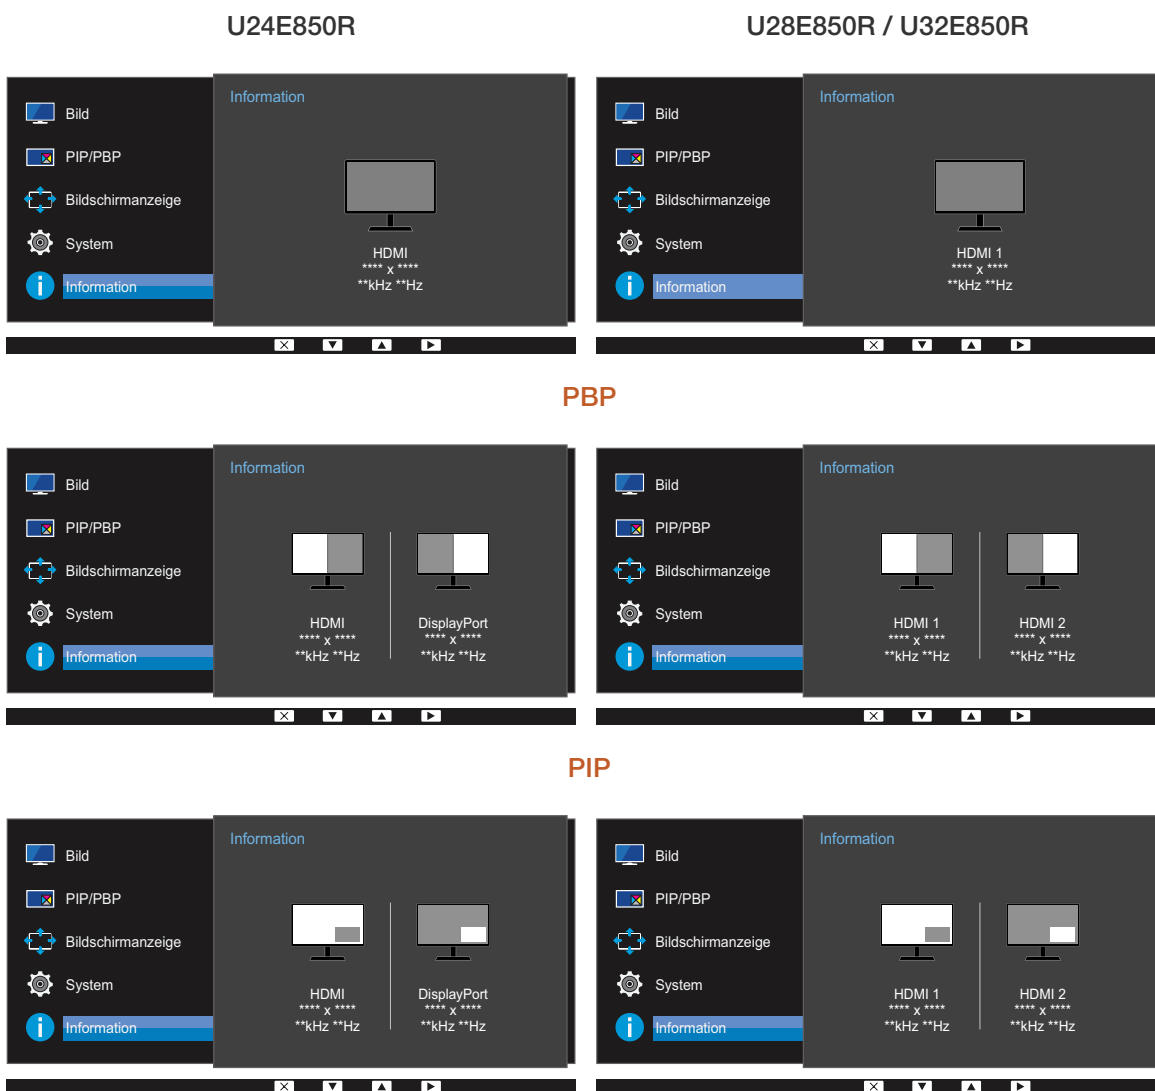 U24E850R
U28E850R / U32E850R
Information
Bild
PIP/PBP
Bildschirmanzeige
System
Information
HDMI
**** x ****
**kHz **Hz
Information
Bild
PIP/PBP
Bildschirmanzeige
System
Information
HDMI 1
**** x ****
**kHz **Hz
PBP
Information
Bild
PIP/PBP
Bildschirmanzeige
System
Information
HDMI
**** x ****
**kHz **Hz
DisplayPort
**** x ****
**kHz **Hz
Information
Bild
PIP/PBP
Bildschirmanzeige
System
Information
HDMI 1
**** x ****
**kHz **Hz
HDMI 2
**** x ****
**kHz **Hz
PIP
Information
Bild
PIP/PBP
Bildschirmanzeige
System
Information
HDMI
**** x ****
**kHz **Hz
DisplayPort
**** x ****
**kHz **Hz
Information
Bild
PIP/PBP
Bildschirmanzeige
System
Information
HDMI 1
**** x ****
**kHz **Hz
HDMI 2
**** x ****
**kHz **Hz